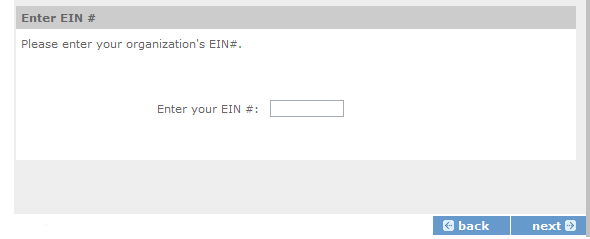 Enter EIN #
Please enter your organization's EIN#.
Enter your EIN #:
back next